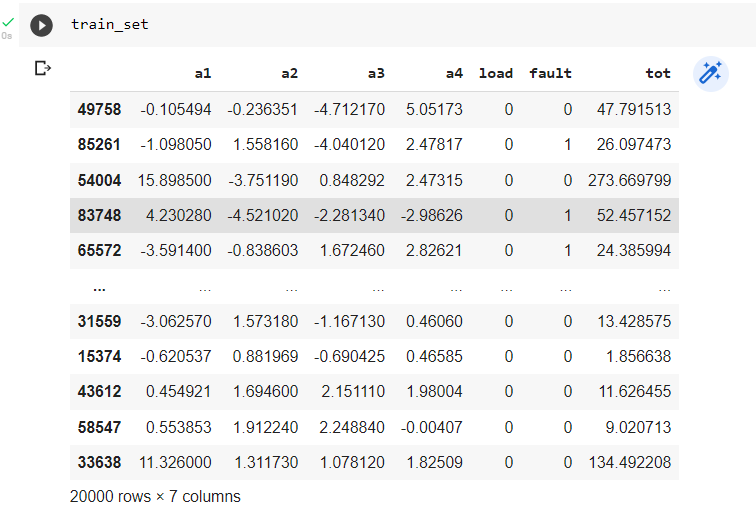 0s
train_set
a1 a2 a3 a4 load fault tot
49758 -0.105494 -0.236351 -4.712170 5.05173 0 0 47.791513
85261 -1.098050 1.558160 -4.040120 2.47817 0 1 26.097473
54004 15.898500 -3.751190 0.848292 2.47315 0 0 273.669799
83748 4.230280 -4.521020 -2.281340 -2.98626 0 1 52.457152
65572 -3.591400 -0.838603 1.672460 2.82621 0 1 24.385994
... ... ... ... ... ... ... ...
31559 -3.062570 1.573180 -1.167130 0.46060 0 0 13.428575
15374 -0.620537 0.881969 -0.690425 0.46585 0 0 1.856638
43612 0.454921 1.694600 2.151110 1.98004 0 0 11.626455
58547 0.553853 1.912240 2.248840 -0.00407 0 0 9.020713
33638 11.326000 1.311730 1.078120 1.82509 0 0 134.492208
20000 rows × 7 columns